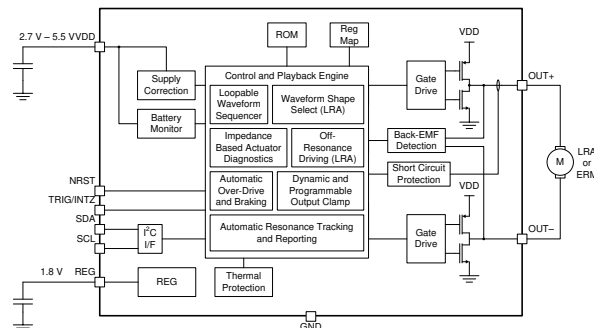 2.7 V – 5.5 VVDD
ROM
Reg
Map
VDD
Supply
Correction
Battery
Monitor
Control and Playback Engine
Loopable
Waveform
Sequencer
Waveform Shape
Select (LRA)
Impedance
Based Actuator
Diagnostics
Off-
Resonance
Driving (LRA)
Automatic
Over-Drive
and Braking
Dynamic and
Programmable
Output Clamp
Automatic Resonance Tracking
and Reporting
Gate
Drive
OUT+
Back-EMF
Detection
Short Circuit
Protection
M
LRA
or
ERM
VDD
Gate
Drive
OUT–
NRST
TRIG/INTZ
SDA
SCL
I²C
I/F
1.8 V REG
REG
Thermal
Protection
GND